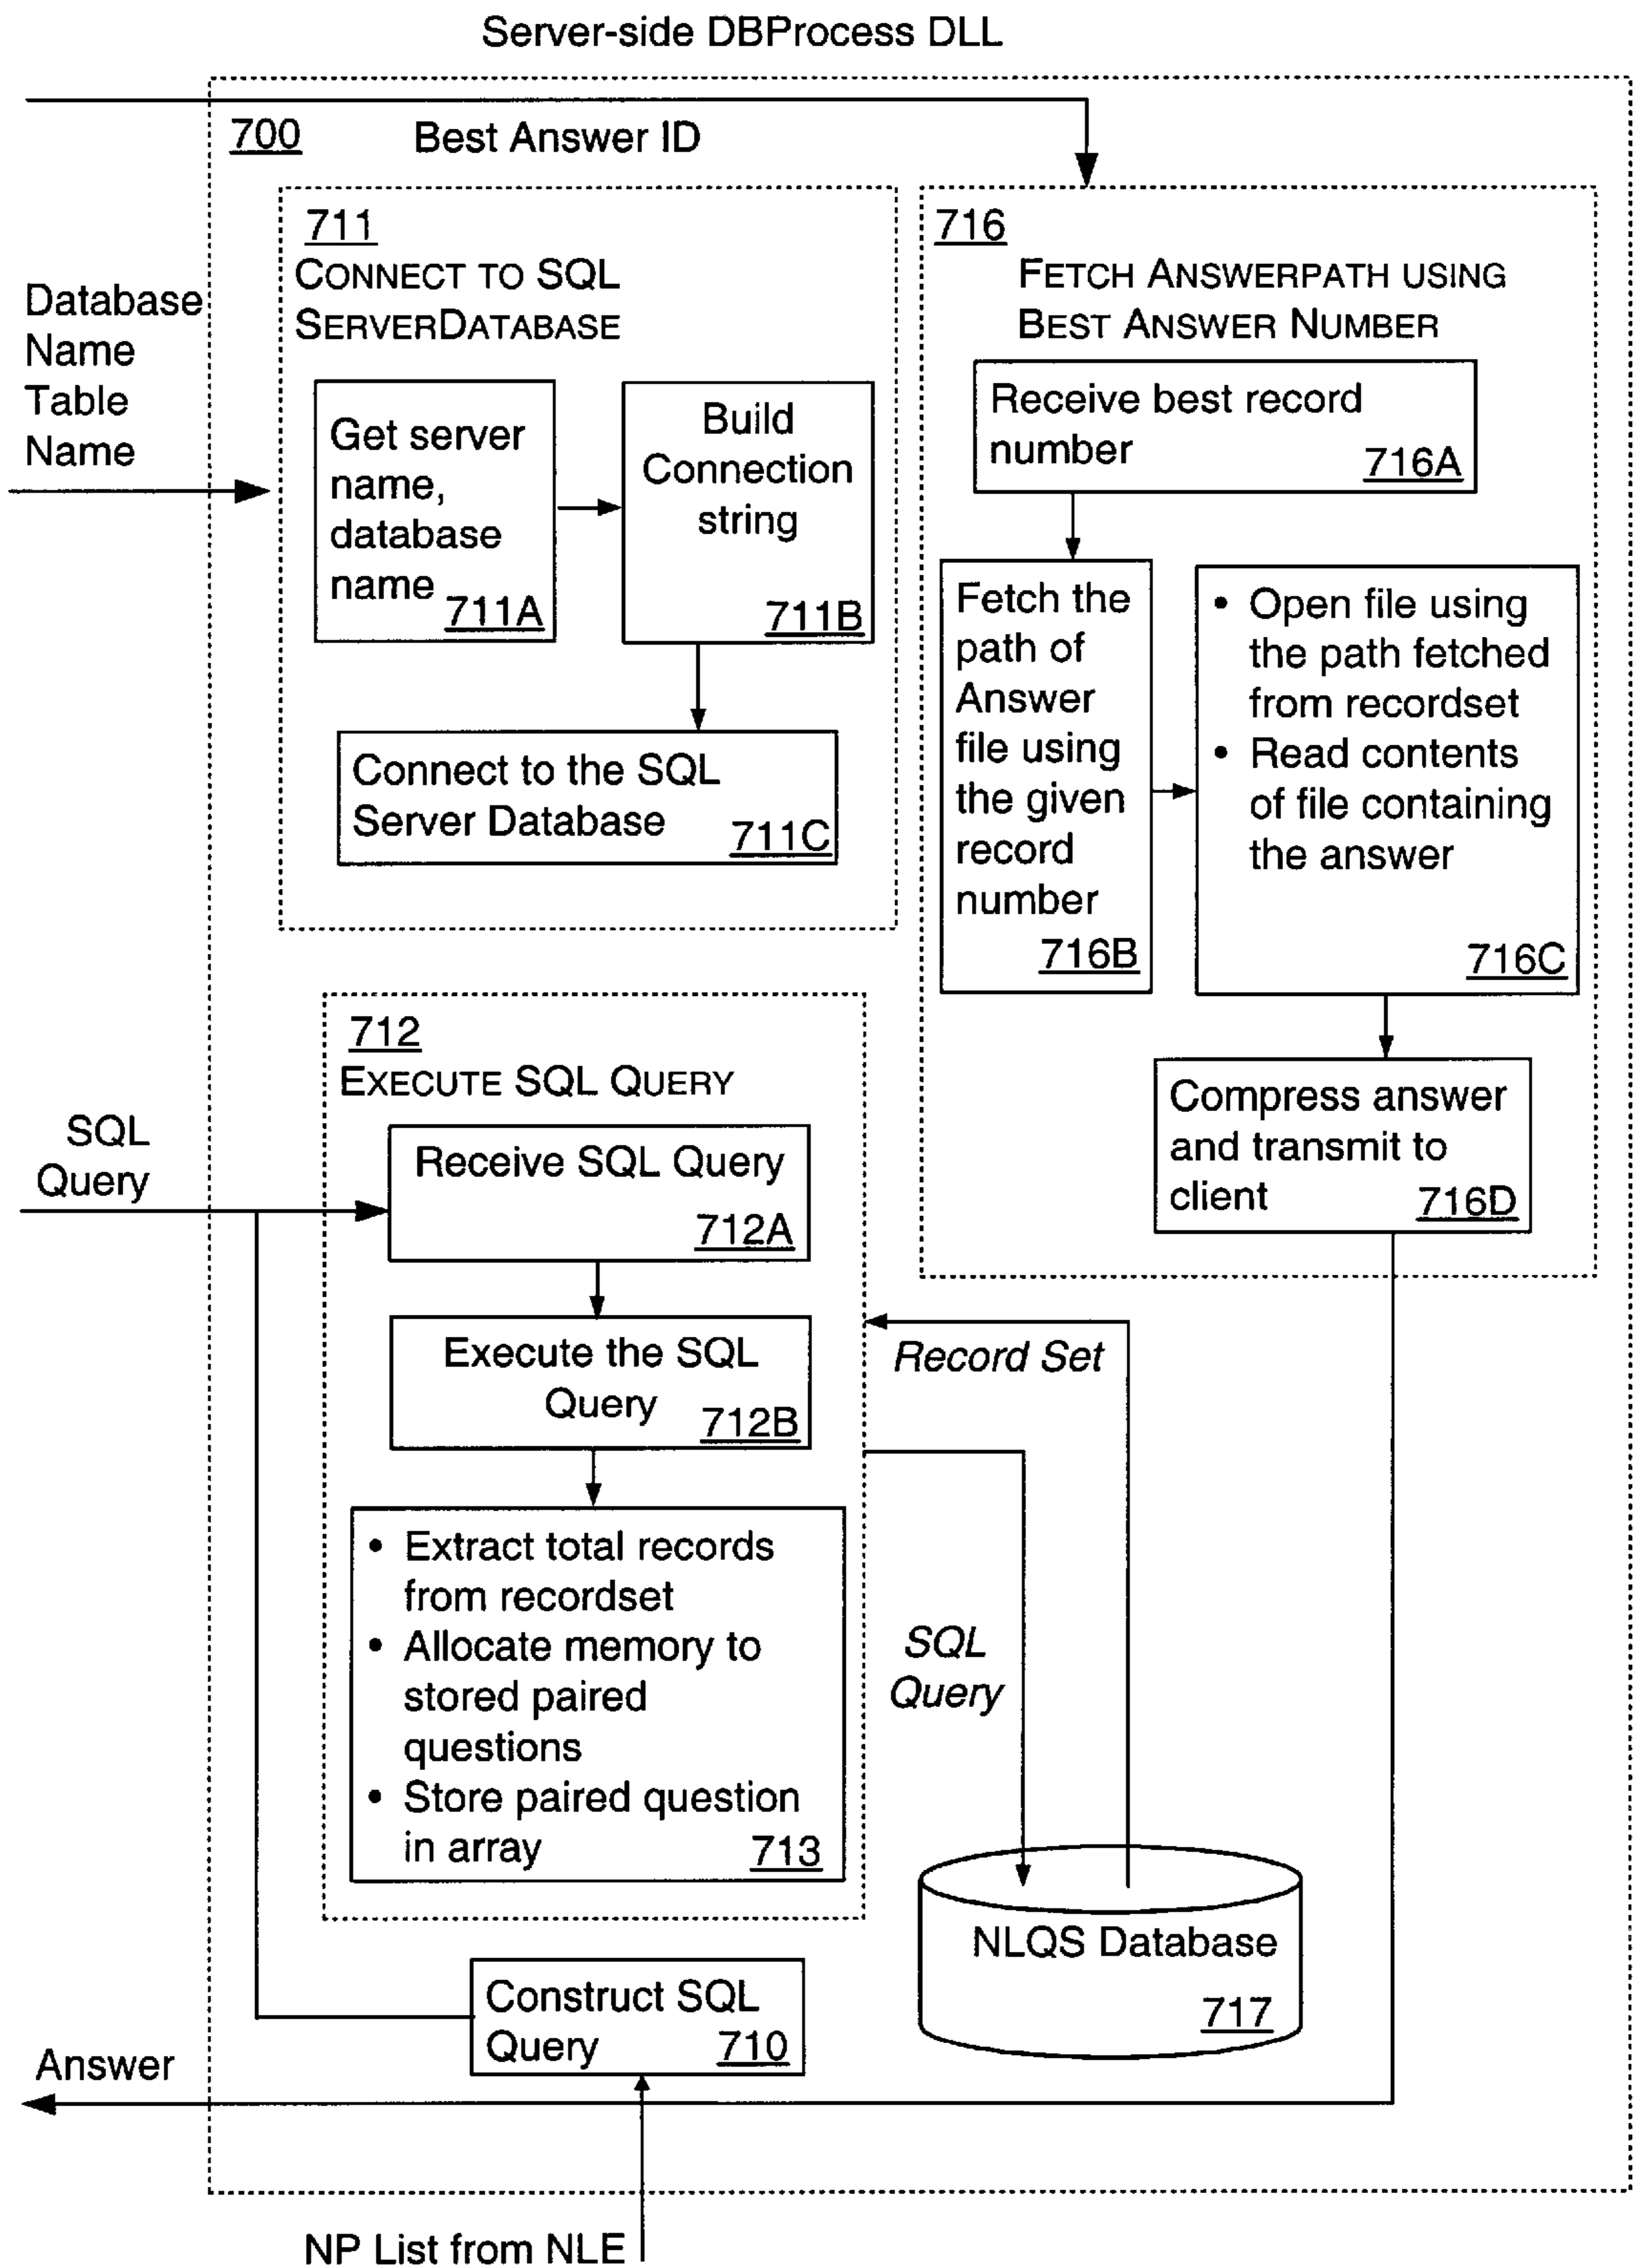 Server-side DBProcess DLL
700
Best Answer ID
Database
Name
Table
Name
711
CONNECT TO SQL
SERVERDATABASE
Get server
name,
database
name
711A
Build
Connection
string
711B
Connect to the SQL
Server Database
711C
716
FETCH ANSWERPATH USING
BEST ANSWER NUMBER
Receive best record
number
716A
Fetch the
path of
Answer
file using
the given
record
number
716B
• Open file using
the path fetched
from recordset
• Read contents
of file containing
the answer
716C
Compress answer
and transmit to
client
716D
SQL
Query
712
EXECUTE SQL QUERY
Receive SQL Query
712A
Execute the SQL
Query
712B
• Extract total records
from recordset
• Allocate memory to
stored paired
questions
• Store paired question
in array
713
Record Set
SQL
Query
NLQS Database
717
Construct SQL
Query
710
Answer
NP List from NLE